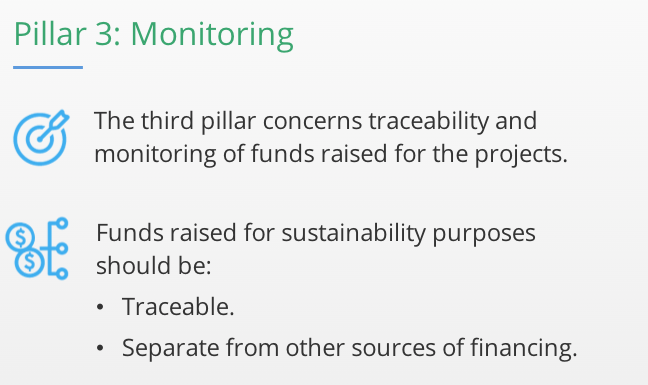 Pillar 3: Monitoring
The third pillar concerns traceability and
monitoring of funds raised for the projects.
$
$
Funds raised for sustainability purposes
should be:
• Traceable.
• Separate from other sources of financing.